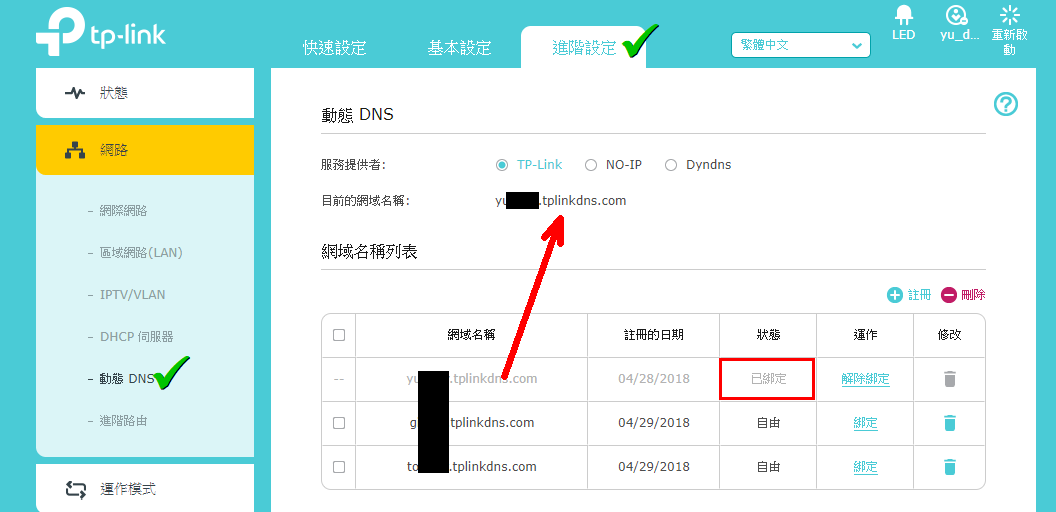 tp-link
快速設定
基本設定
進階設定
繁體中文
LED
yu_d...
重新啟
動
狀態
網路
– 網際網路
– 區域網路(LAN)
– IPTV/VLAN
– DHCP 伺服器
– 動態 DNS
– 進階路由
運作模式
動態 DNS
服務提供者: TP-Link NO-IP Dyndns
目前的網域名稱: yu .tplinkdns.com
網域名稱列表
註冊 刪除
網域名稱 註冊的日期 狀態 運作 修改
-- yu .tplinkdns.com 04/28/2018 已綁定 解除綁定
g .tplinkdns.com 04/29/2018 自由 綁定
to .tplinkdns.com 04/29/2018 自由 綁定